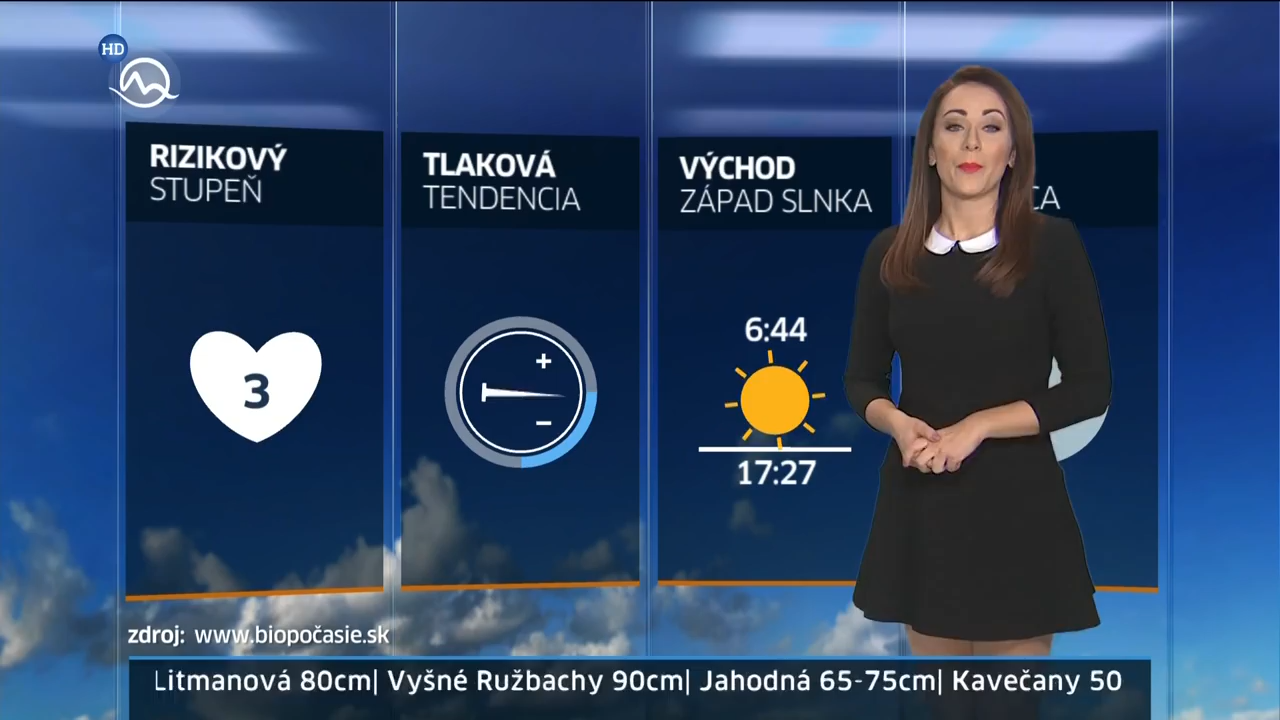 HD
RIZIKOVÝ
STUPEŇ
3
TLAKOVÁ
TENDENCIA
+
−
VÝCHOD
ZÁPAD SLNKA
6:44
17:27
CA
zdroj: www.biopočasie.sk
Litmanová 80cm| Vyšné Ružbachy 90cm| Jahodná 65-75cm| Kavečany 50